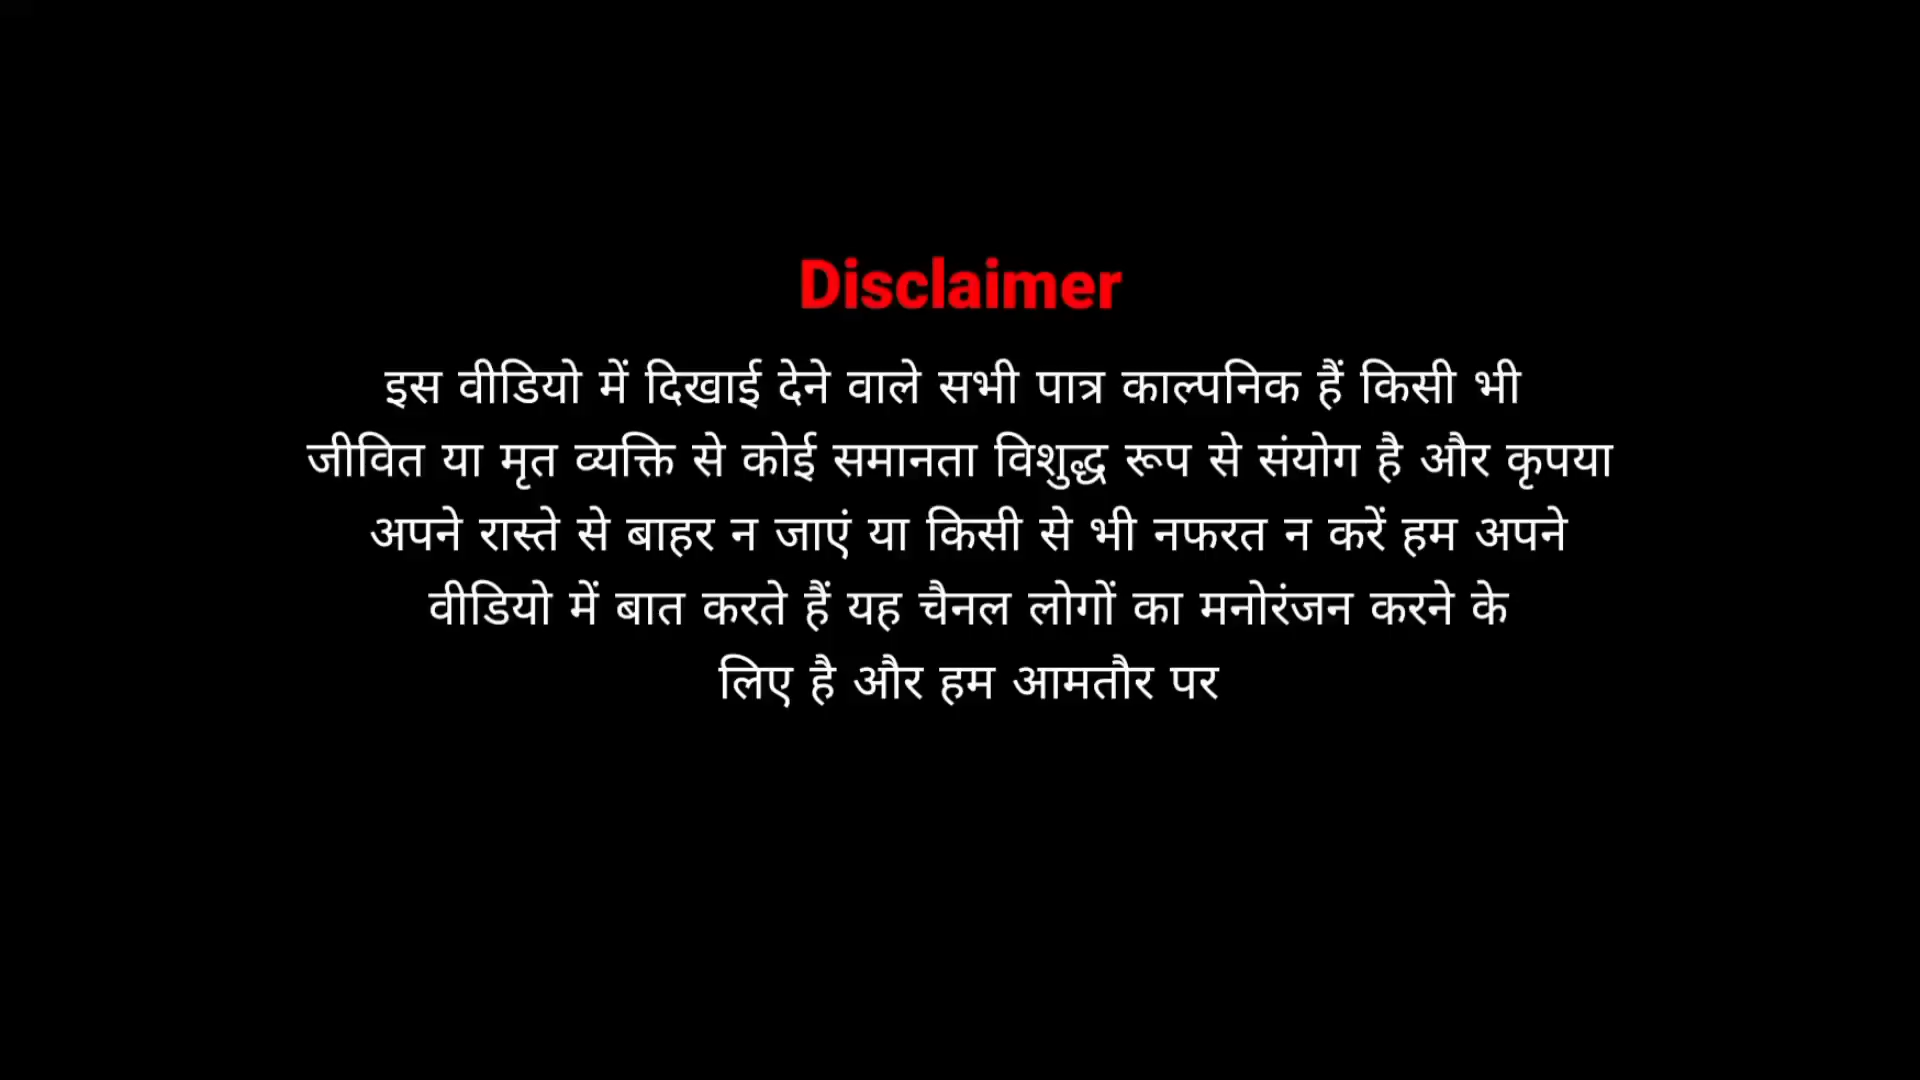 Disclaimer
इस वीडियो में दिखाई देने वाले सभी पात्र काल्पनिक हैं किसी भी
जीवित या मृत व्यक्ति से कोई समानता विशुद्ध रूप से संयोग है और कृपया
अपने रास्ते से बाहर न जाएं या किसी से भी नफरत न करें हम अपने
वीडियो में बात करते हैं यह चैनल लोगों का मनोरंजन करने के
लिए है और हम आमतौर पर